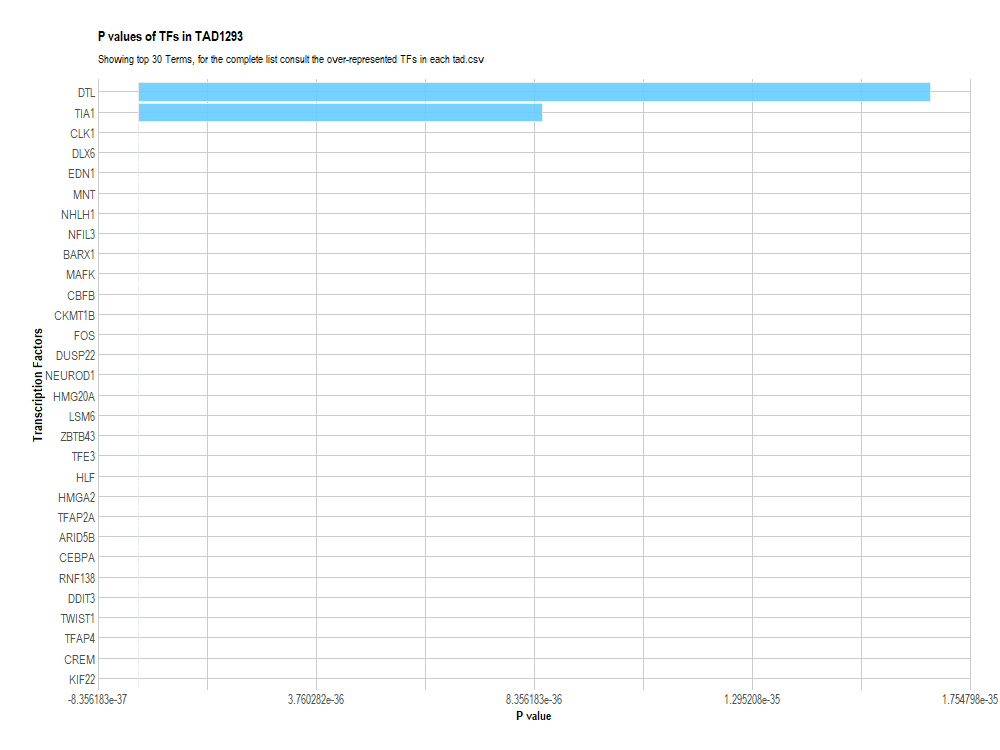 P values of TFs in TAD1293
Showing top 30 Terms, for the complete list consult the over-represented TFs in each tad.csv
Transcription Factors
DTL
TIA1
CLK1
DLX6
EDN1
MNT
NHLH1
NFIL3
BARX1
MAFK
CBFB
CKMT1B
FOS
DUSP22
NEUROD1
HMG20A
LSM6
ZBTB43
TFE3
HLF
HMGA2
TFAP2A
ARID5B
CEBPA
RNF138
DDIT3
TWIST1
TFAP4
CREM
KIF22
-8.356183e-37 3.760282e-36 8.356183e-36 1.295208e-35 1.754798e-35
P value